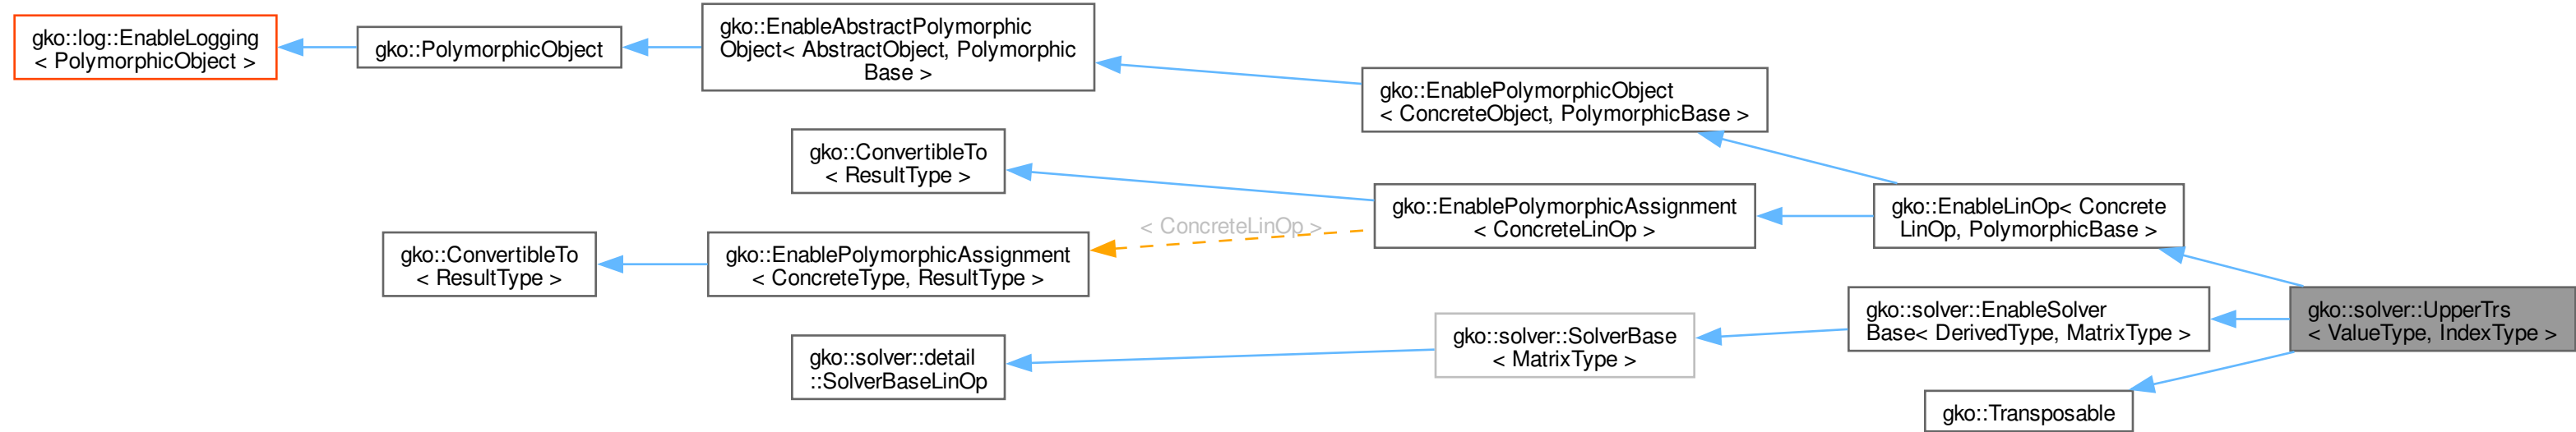 gko::log::EnableLogging
< PolymorphicObject >
gko::PolymorphicObject
gko::EnableAbstractPolymorphic
Object< AbstractObject, Polymorphic
Base >
gko::EnablePolymorphicObject
< ConcreteObject, PolymorphicBase >
gko::ConvertibleTo
< ResultType >
gko::EnablePolymorphicAssignment
< ConcreteLinOp >
gko::EnableLinOp< Concrete
LinOp, PolymorphicBase >
< ConcreteLinOp >
gko::ConvertibleTo
< ResultType >
gko::EnablePolymorphicAssignment
< ConcreteType, ResultType >
gko::solver::EnableSolver
Base< DerivedType, MatrixType >
gko::solver::UpperTrs
< ValueType, IndexType >
gko::solver::SolverBase
< MatrixType >
gko::solver::detail
::SolverBaseLinOp
gko::Transposable